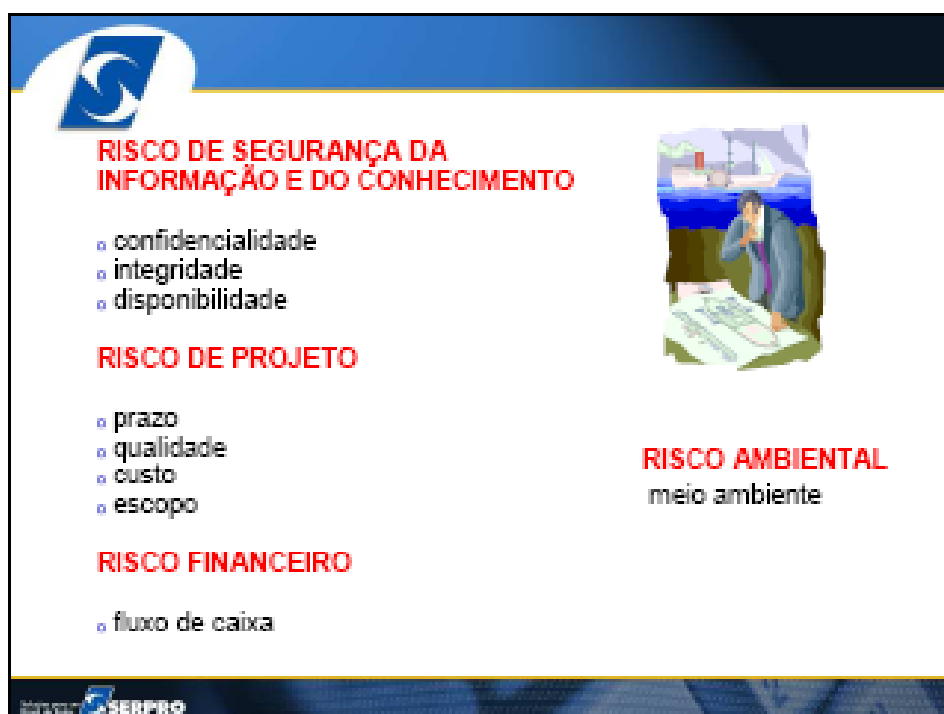 RISCO DE SEGURANÇA DA
INFORMAÇÃO E DO CONHECIMENTO
confidencialidade
integridade
disponibilidade
RISCO DE PROJETO
prazo
qualidade
custo
escopo
RISCO FINANCEIRO
fluxo de caixa
RISCO AMBIENTAL
meio ambiente
SERPRO